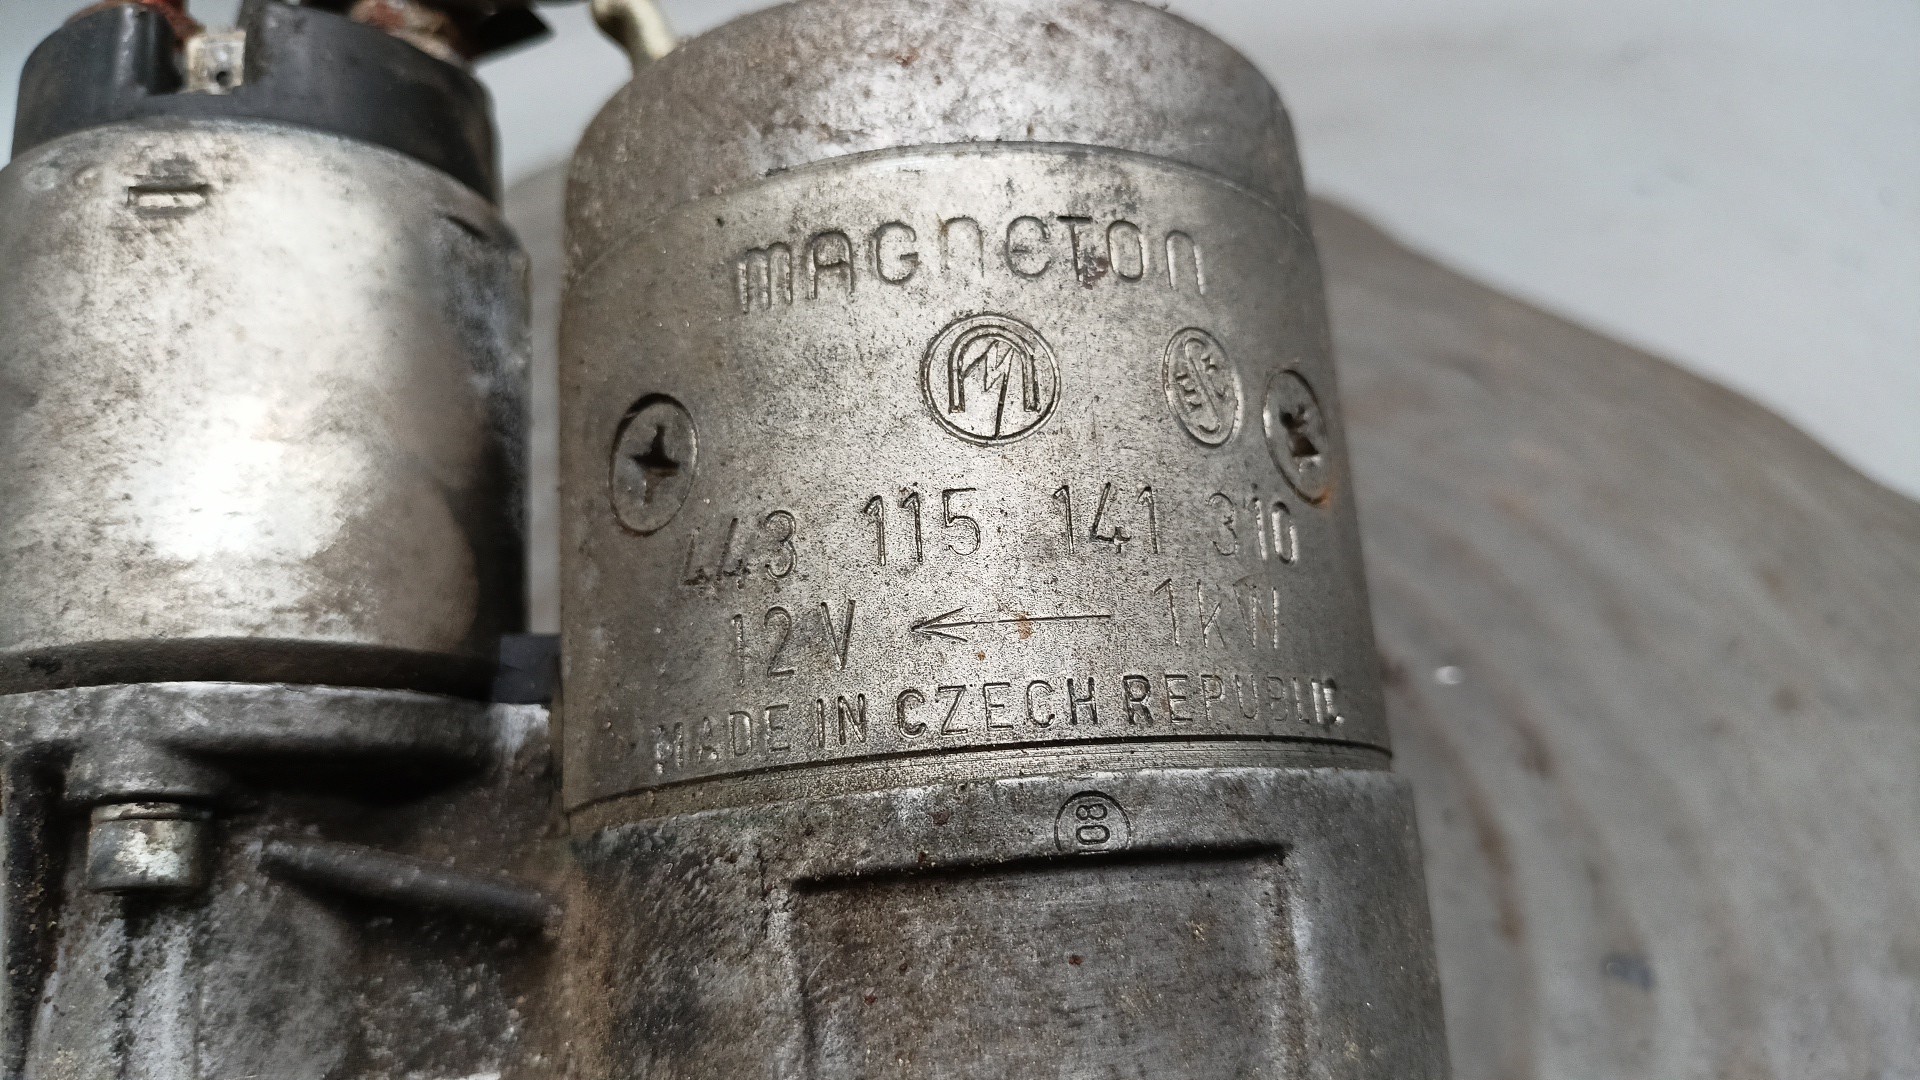 MAGNETON
443 115 141 310
12V ← 1kW
MADE IN CZECH REPUBLIC
08